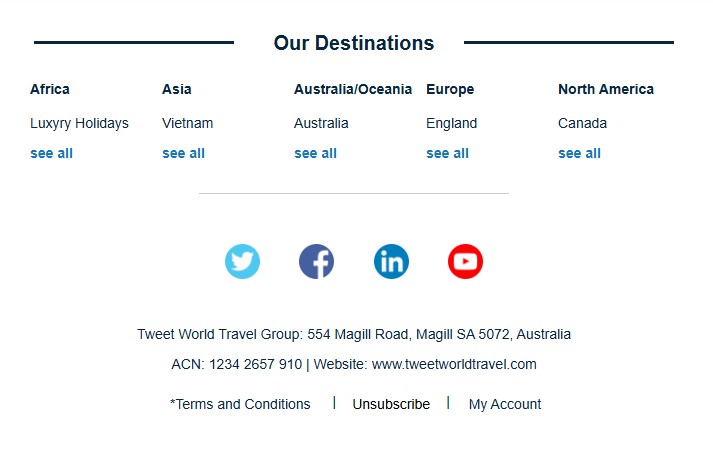 Our Destinations
Africa Asia Australia/Oceania Europe North America
Luxyry Holidays Vietnam Australia England Canada
see all see all see all see all see all
Tweet World Travel Group: 554 Magill Road, Magill SA 5072, Australia
ACN: 1234 2657 910 | Website: www.tweetworldtravel.com
*Terms and Conditions | Unsubscribe | My Account